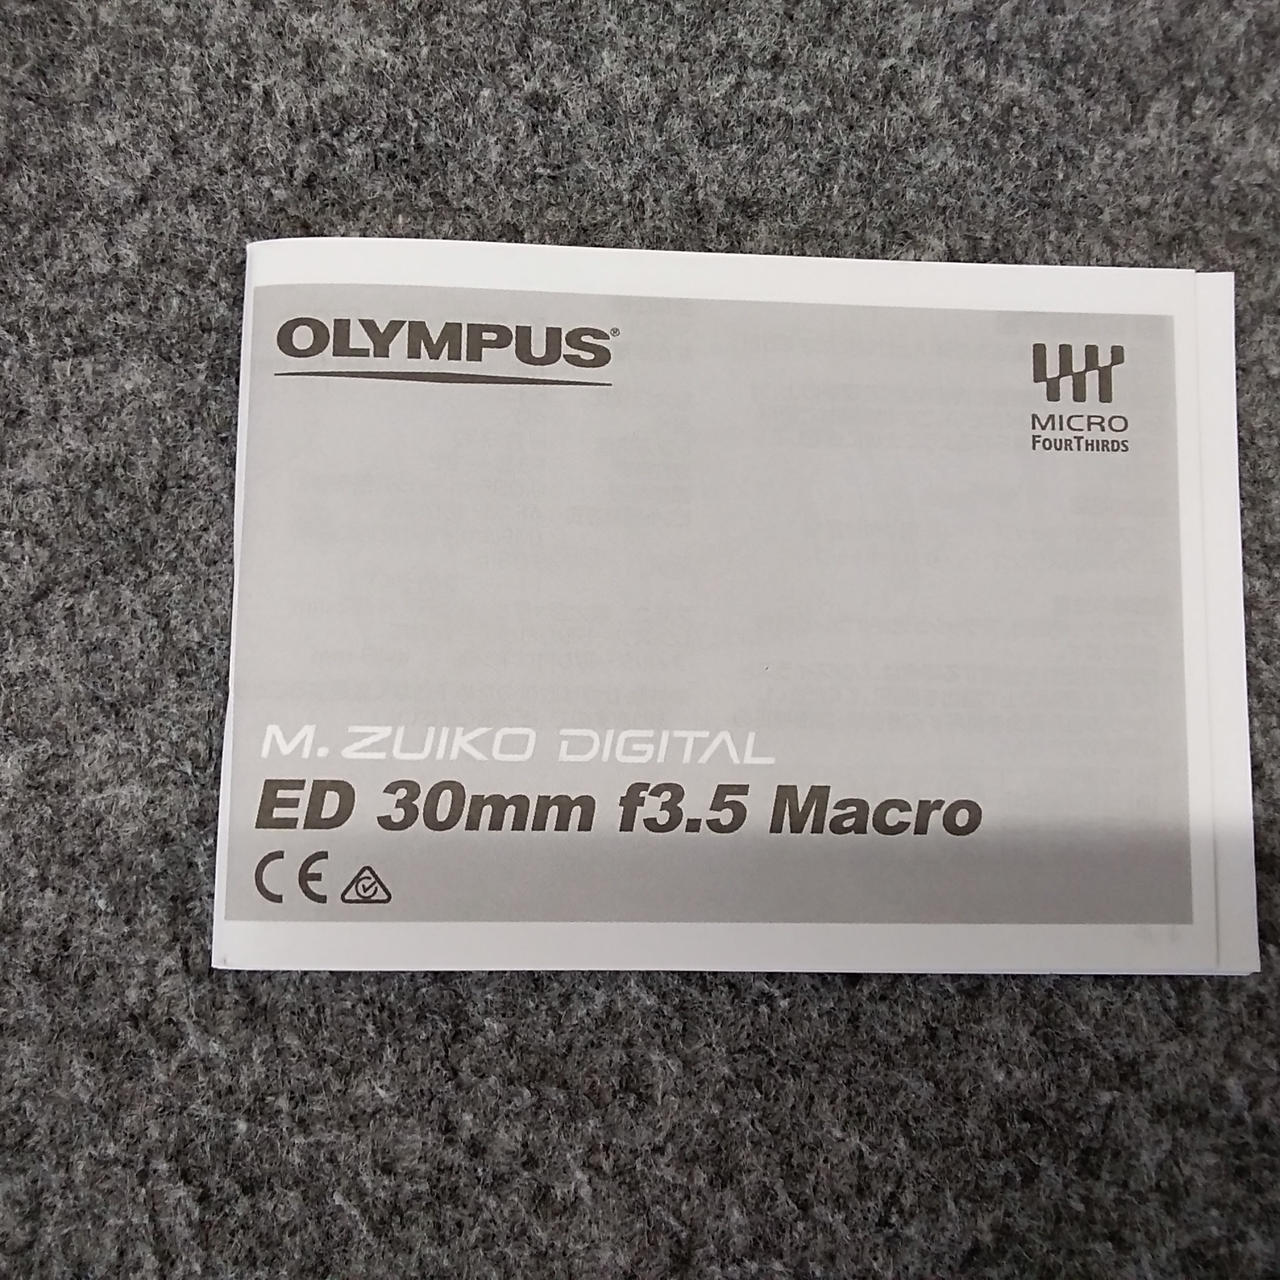 OLYMPUS®
MICRO
FOURTHIRDS
M. ZUIKO DIGITAL
ED 30mm f3.5 Macro
CE